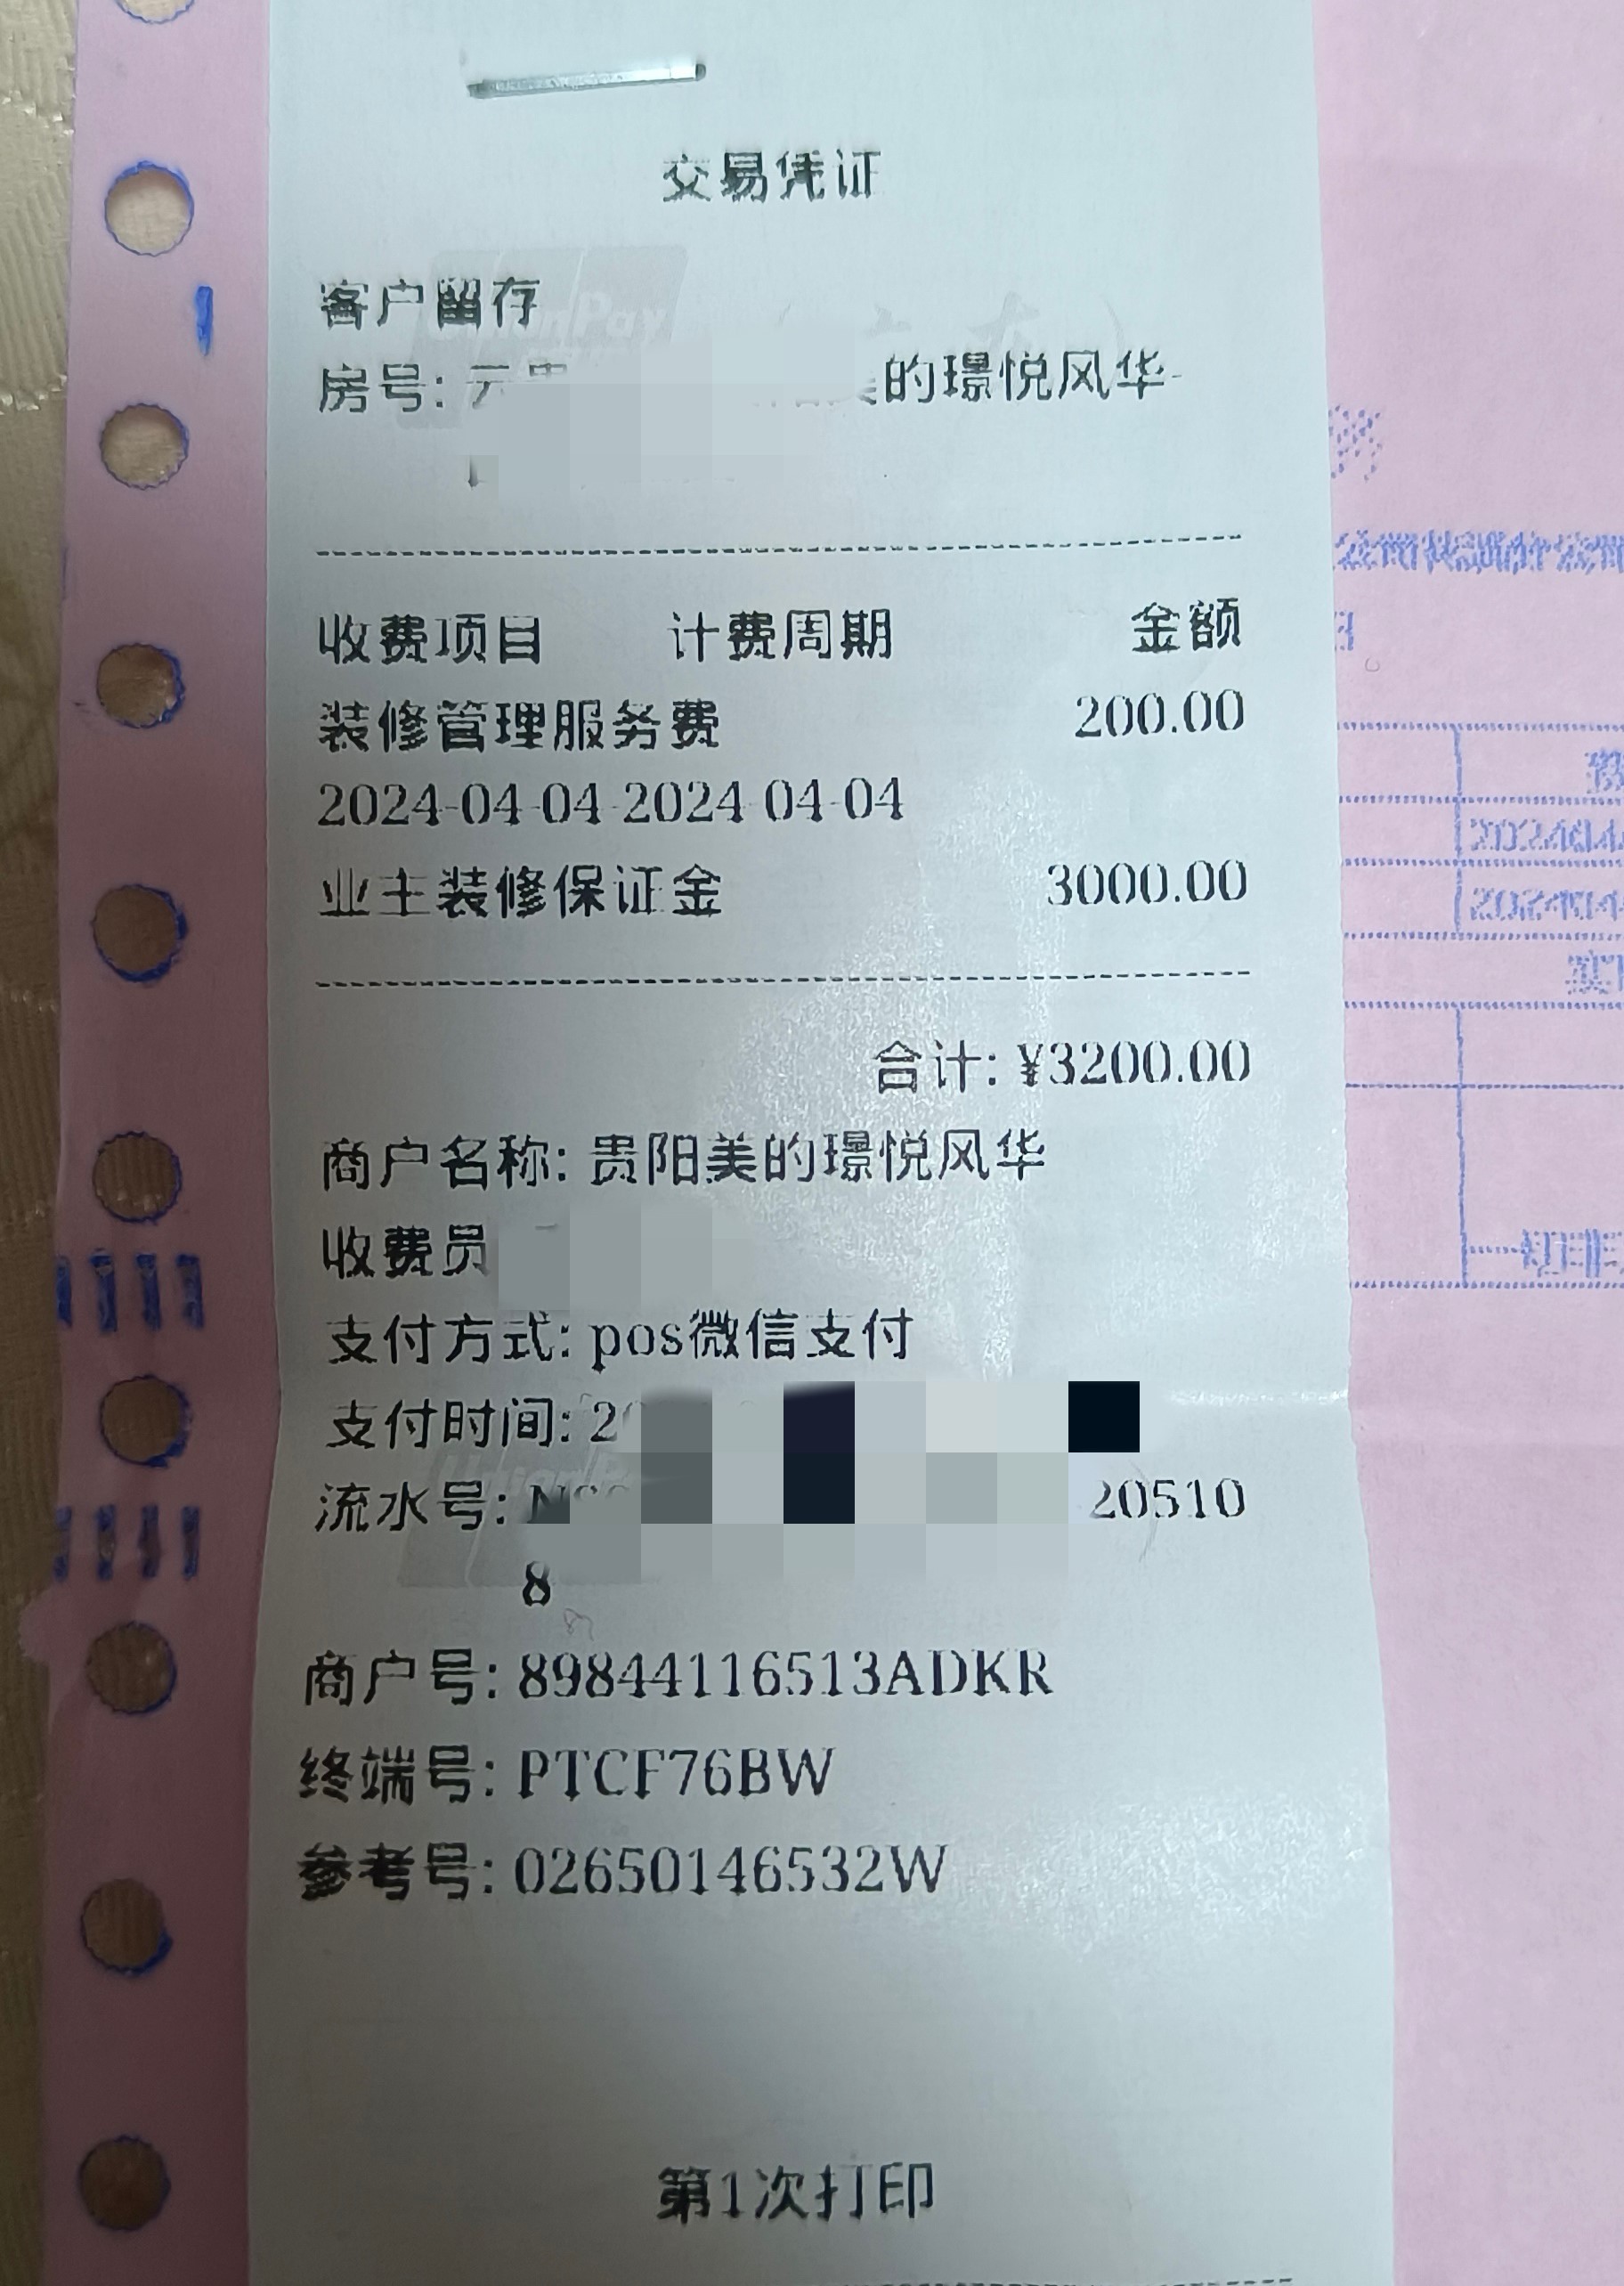 交易凭证
客户留存
UnionPay
房号: 的璟悦风华-
收费项目 计费周期 金额
装修管理服务费 200.00
2024-04-04-2024-04-04
业主装修保证金 3000.00
合计: ¥3200.00
商户名称: 贵阳美的璟悦风华
收费员
支付方式: pos微信支付
支付时间: 2
流水号: 20510
8
商户号: 89844116513ADKR
终端号: PTCF76BW
参考号: 02650146532W
第1次打印